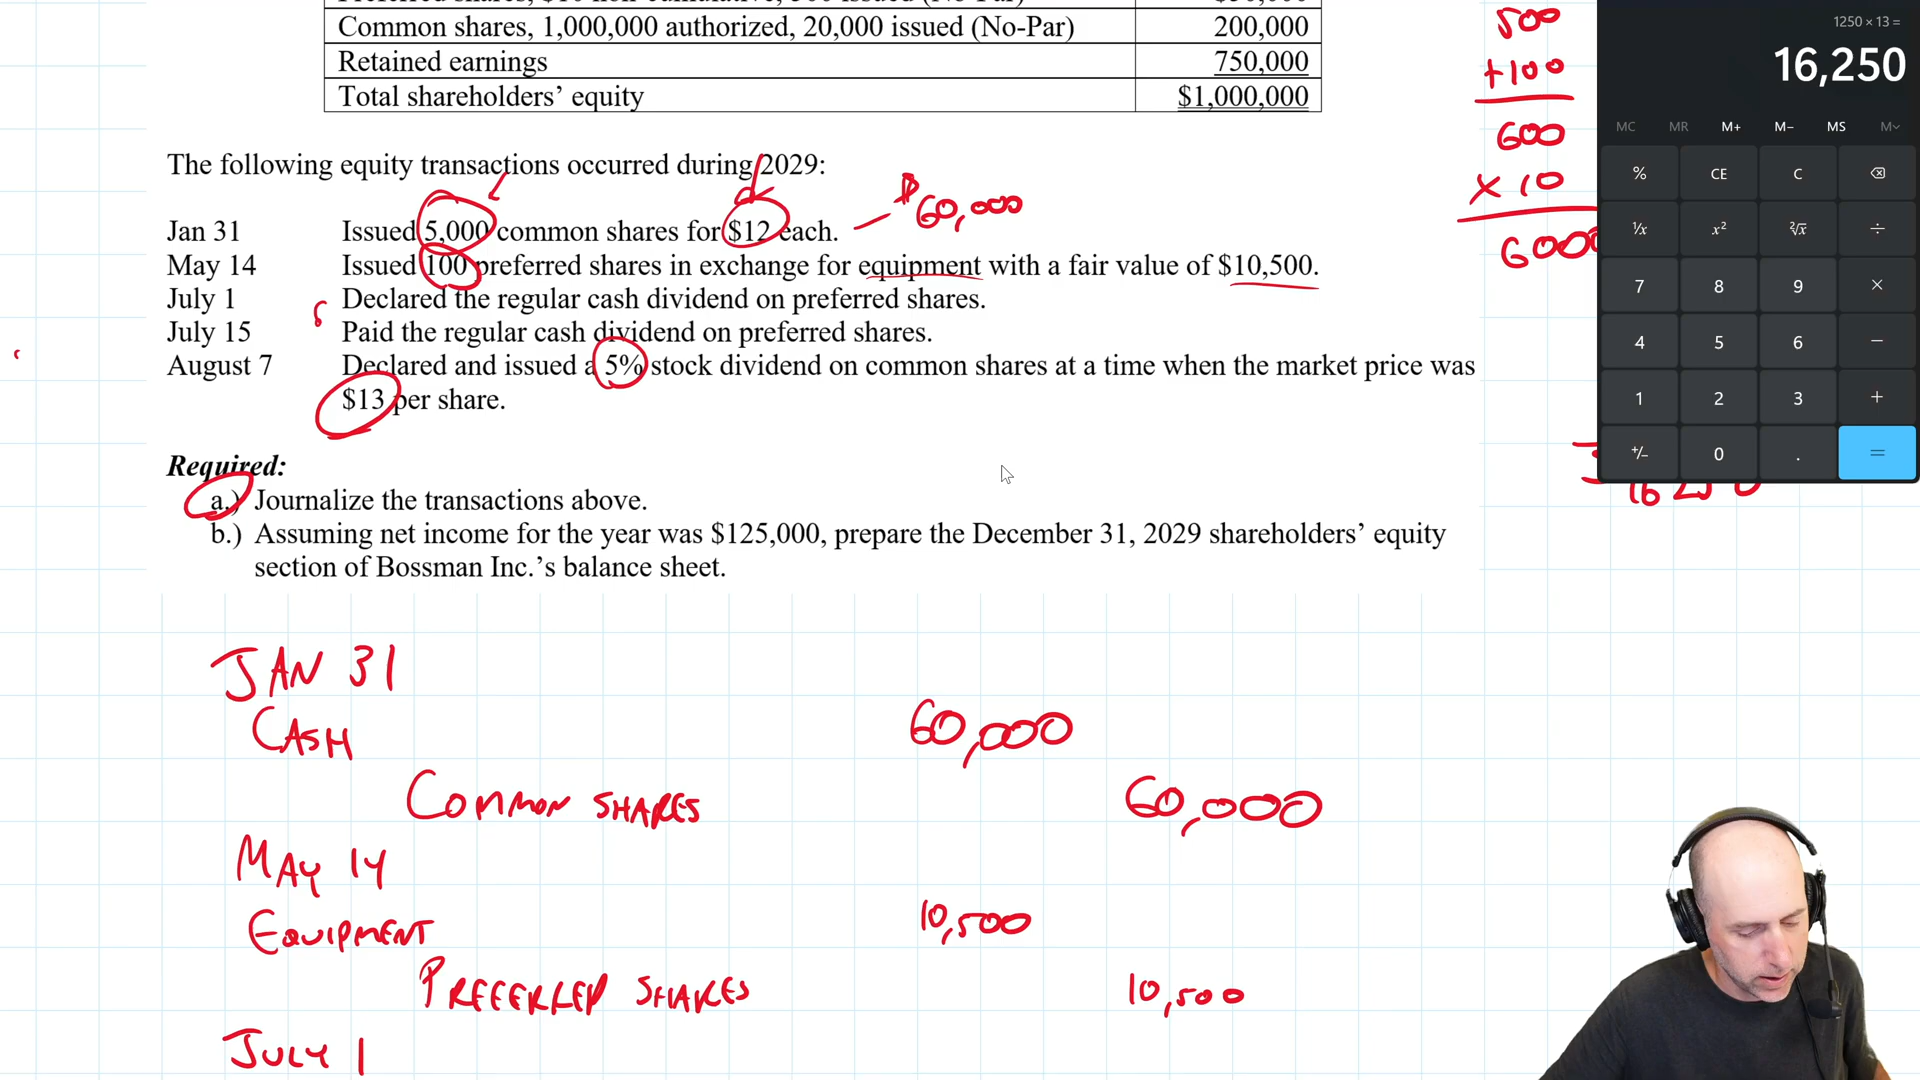 Common shares, 1,000,000 authorized, 20,000 issued (No-Par) 200,000
Retained earnings 750,000
Total shareholders' equity $1,000,000
The following equity transactions occurred during 2029:
Jan 31 Issued 5,000 common shares for $12 each. $60,000
May 14 Issued 100 preferred shares in exchange for equipment with a fair value of $10,500.
July 1 Declared the regular cash dividend on preferred shares.
July 15 Paid the regular cash dividend on preferred shares.
August 7 Declared and issued a 5% stock dividend on common shares at a time when the market price was
$13 per share.
Required:
a.) Journalize the transactions above.
b.) Assuming net income for the year was $125,000, prepare the December 31, 2029 shareholders' equity
section of Bossman Inc.'s balance sheet.
JAN 31
CASH 60,000
COMMON SHARES 60,000
MAY 14
EQUIPMENT 10,500
PREFERRED SHARES 10,500
JULY 1
500
+100
600
x 10
6000
1250 × 13 =
16,250
MC MR M+ M− MS M˅
% CE C ⌫
¹/x x² ²√x ÷
7 8 9 ×
4 5 6 −
1 2 3 +
+/− 0 . =